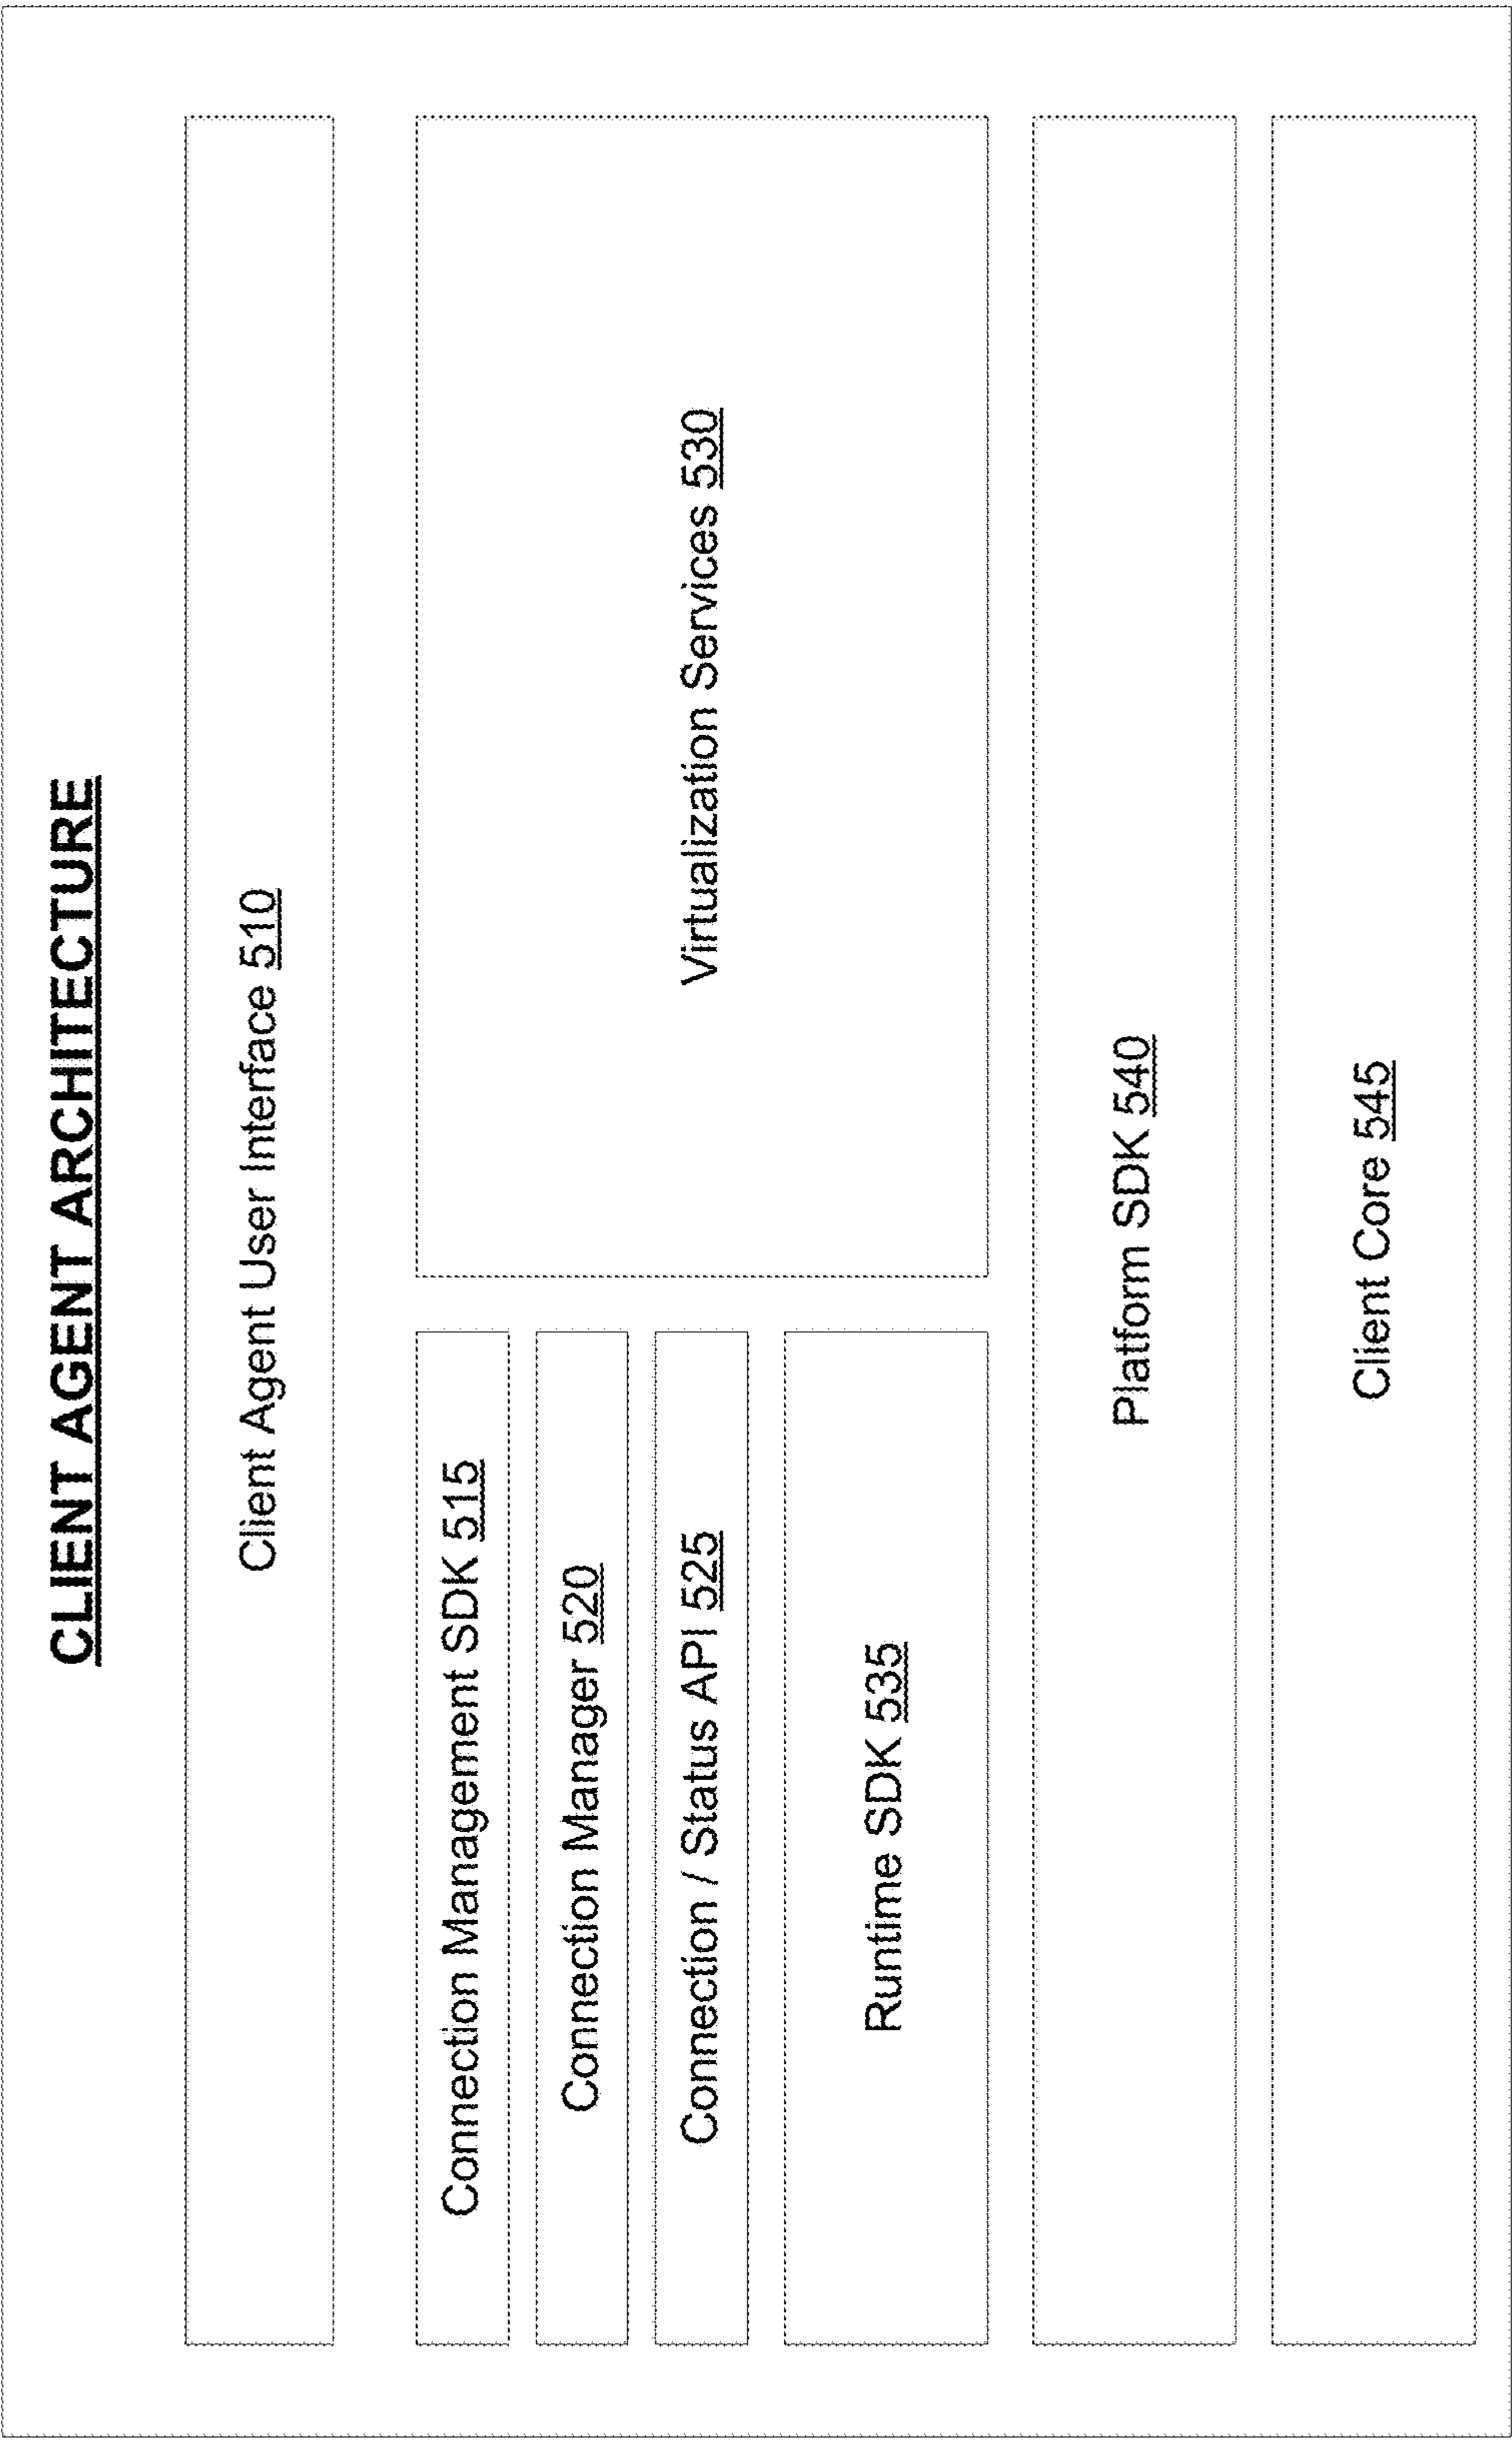 CLIENT AGENT ARCHITECTURE
Client Agent User Interface 510
Connection Management SDK 515
Connection Manager 520
Connection / Status API 525
Runtime SDK 535
Virtualization Services 530
Platform SDK 540
Client Core 545